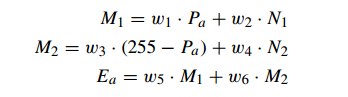 M₁ = w₁ · Pₐ + w₂ · N₁
M₂ = w₃ · (255 − Pₐ) + w₄ · N₂
Eₐ = w₅ · M₁ + w₆ · M₂